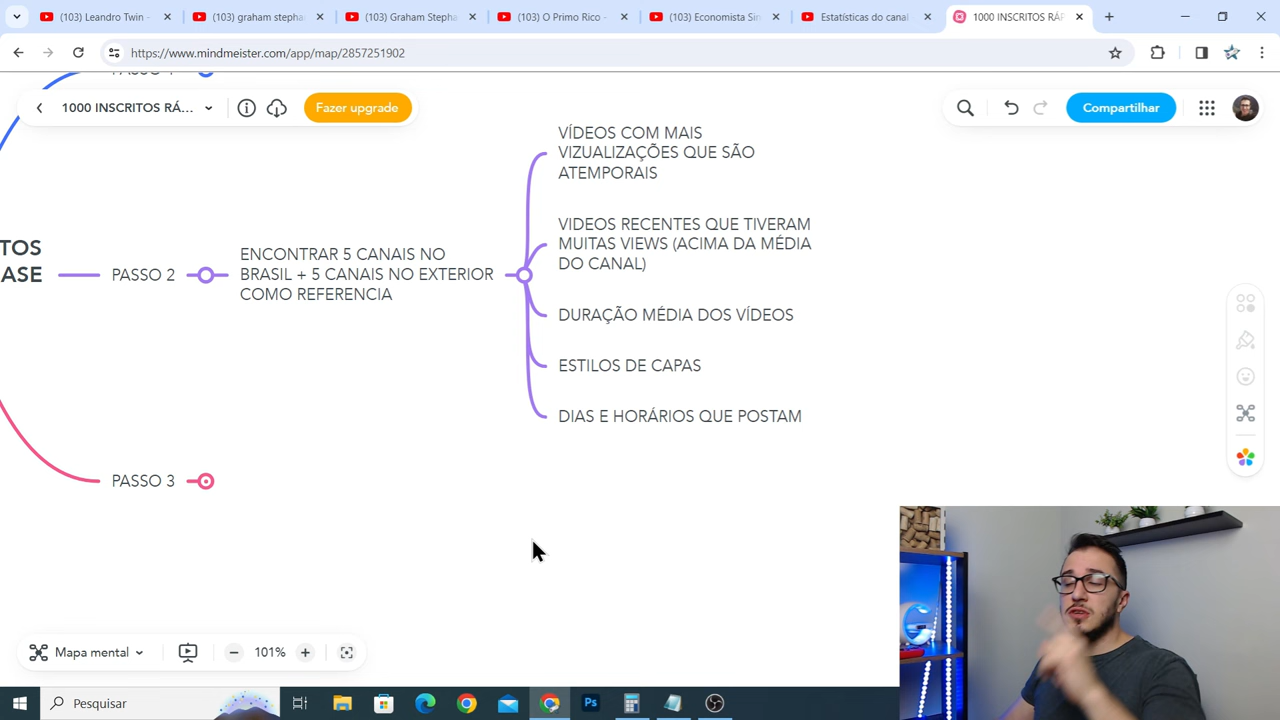 (103) Leandro Twin -
(103) graham stepha
(103) Graham Stepha
(103) O Primo Rico -
(103) Economista Sin
Estatísticas do canal
1000 INSCRITOS RÁP
https://www.mindmeister.com/app/map/2857251902
1000 INSCRITOS RÁ...
Fazer upgrade
Compartilhar
VÍDEOS COM MAIS
VIZUALIZAÇÕES QUE SÃO
ATEMPORAIS
VIDEOS RECENTES QUE TIVERAM
MUITAS VIEWS (ACIMA DA MÉDIA
DO CANAL)
TOS
ASE
PASSO 2
ENCONTRAR 5 CANAIS NO
BRASIL + 5 CANAIS NO EXTERIOR
COMO REFERENCIA
DURAÇÃO MÉDIA DOS VÍDEOS
ESTILOS DE CAPAS
DIAS E HORÁRIOS QUE POSTAM
PASSO 3
Mapa mental
101%
Pesquisar
Ps